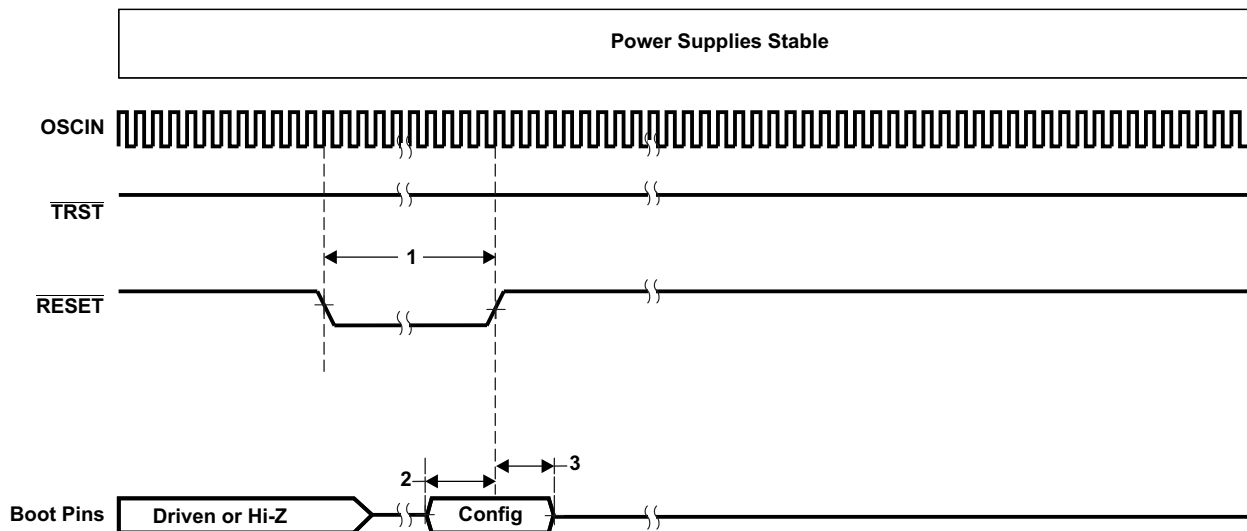 Power Supplies Stable
OSCIN
TRST
1
RESET
2
3
Boot Pins
Driven or Hi-Z
Config